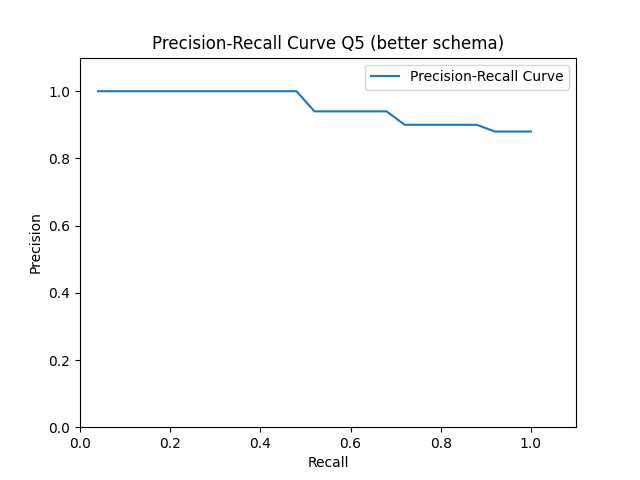 Precision-Recall Curve Q5 (better schema)
Precision-Recall Curve
1.0
0.8
0.6
0.4
0.2
0.0
Precision
0.0 0.2 0.4 0.6 0.8 1.0
Recall